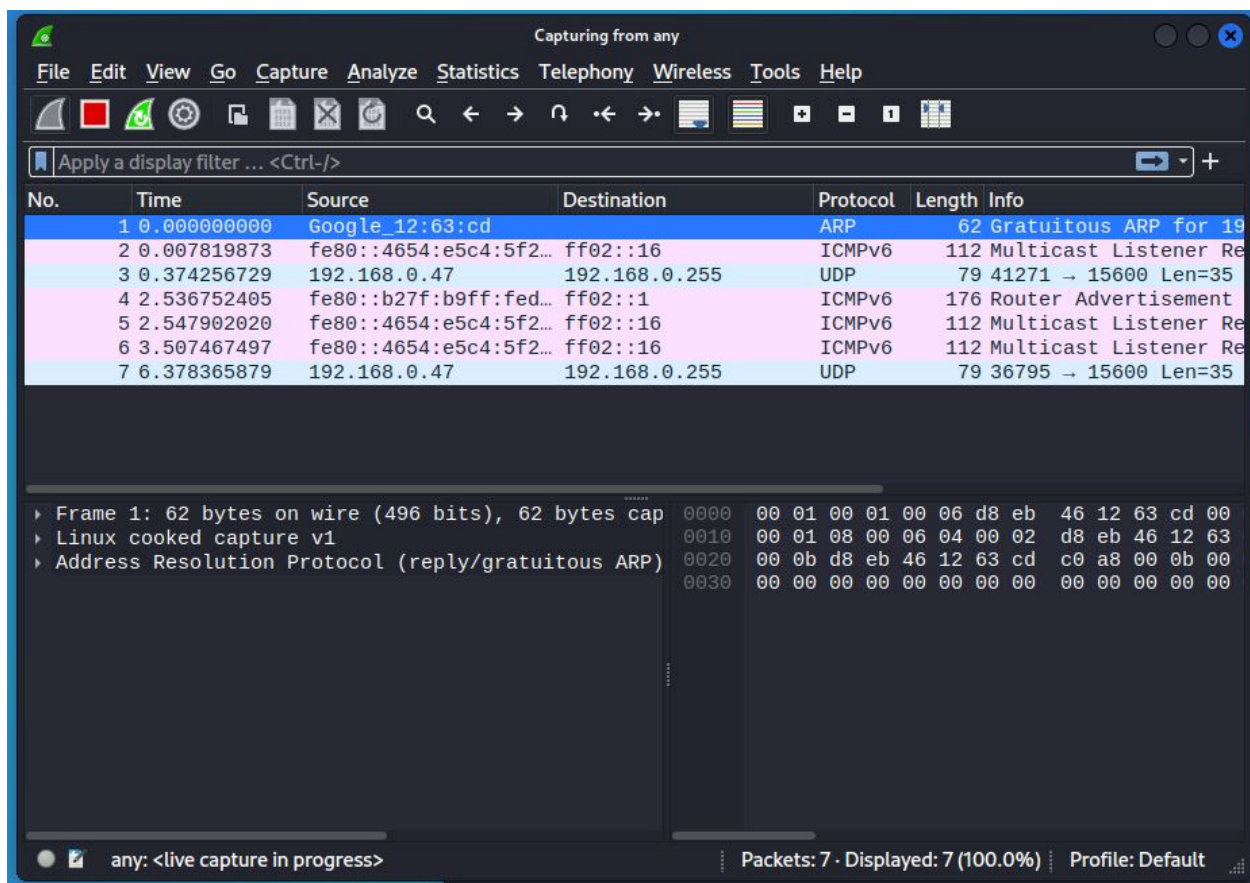 Capturing from any
File Edit View Go Capture Analyze Statistics Telephony Wireless Tools Help
Apply a display filter … <Ctrl-/>
No. Time Source Destination Protocol Length Info
1 0.000000000 Google_12:63:cd ARP 62 Gratuitous ARP for 19
2 0.007819873 fe80::4654:e5c4:5f2… ff02::16 ICMPv6 112 Multicast Listener Re
3 0.374256729 192.168.0.47 192.168.0.255 UDP 79 41271 → 15600 Len=35
4 2.536752405 fe80::b27f:b9ff:fed… ff02::1 ICMPv6 176 Router Advertisement
5 2.547902020 fe80::4654:e5c4:5f2… ff02::16 ICMPv6 112 Multicast Listener Re
6 3.507467497 fe80::4654:e5c4:5f2… ff02::16 ICMPv6 112 Multicast Listener Re
7 6.378365879 192.168.0.47 192.168.0.255 UDP 79 36795 → 15600 Len=35
Frame 1: 62 bytes on wire (496 bits), 62 bytes cap
Linux cooked capture v1
Address Resolution Protocol (reply/gratuitous ARP)
0000 00 01 00 01 00 06 d8 eb 46 12 63 cd 00
0010 00 01 08 00 06 04 00 02 d8 eb 46 12 63
0020 00 0b d8 eb 46 12 63 cd c0 a8 00 0b 00
0030 00 00 00 00 00 00 00 00 00 00 00 00 00
any: <live capture in progress> Packets: 7 · Displayed: 7 (100.0%) Profile: Default